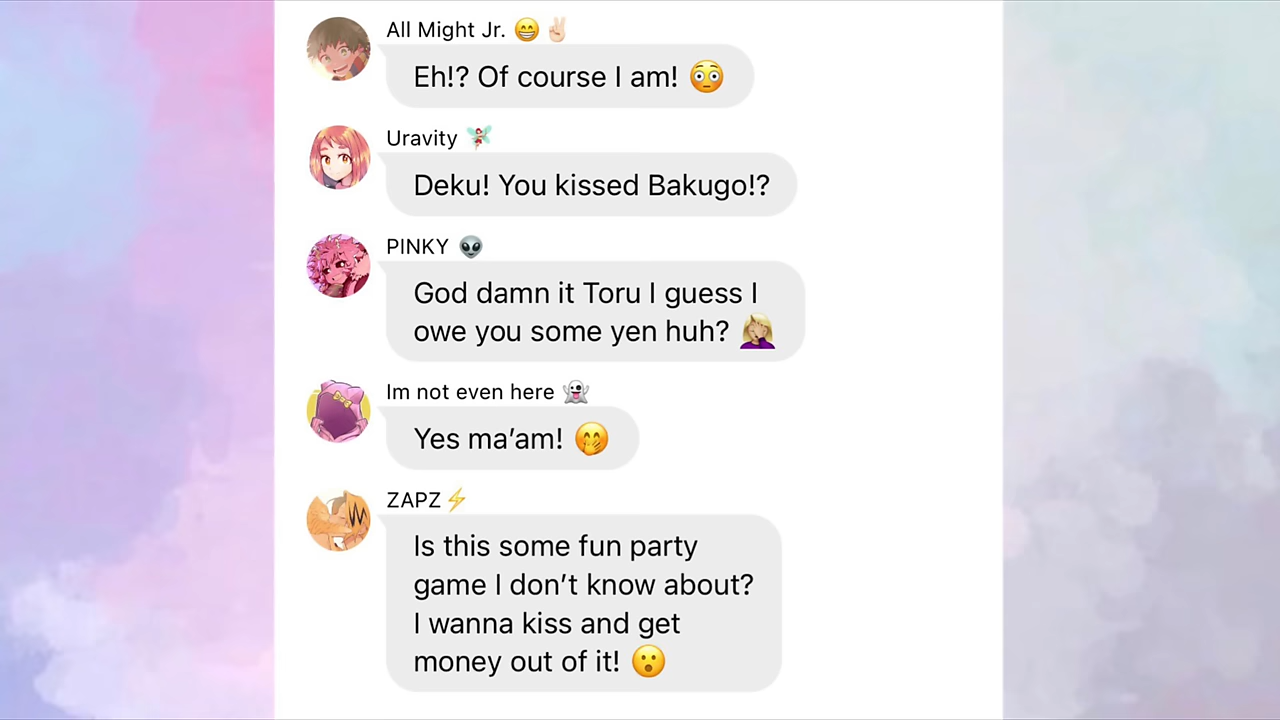 All Might Jr. 😁✌🏻
Eh!? Of course I am! 😳
Uravity 🧚
Deku! You kissed Bakugo!?
PINKY 👽
God damn it Toru I guess I
owe you some yen huh? 🤦🏼‍♀️
Im not even here 👻
Yes ma’am! 🤭
ZAPZ⚡
Is this some fun party
game I don’t know about?
I wanna kiss and get
money out of it! 😮